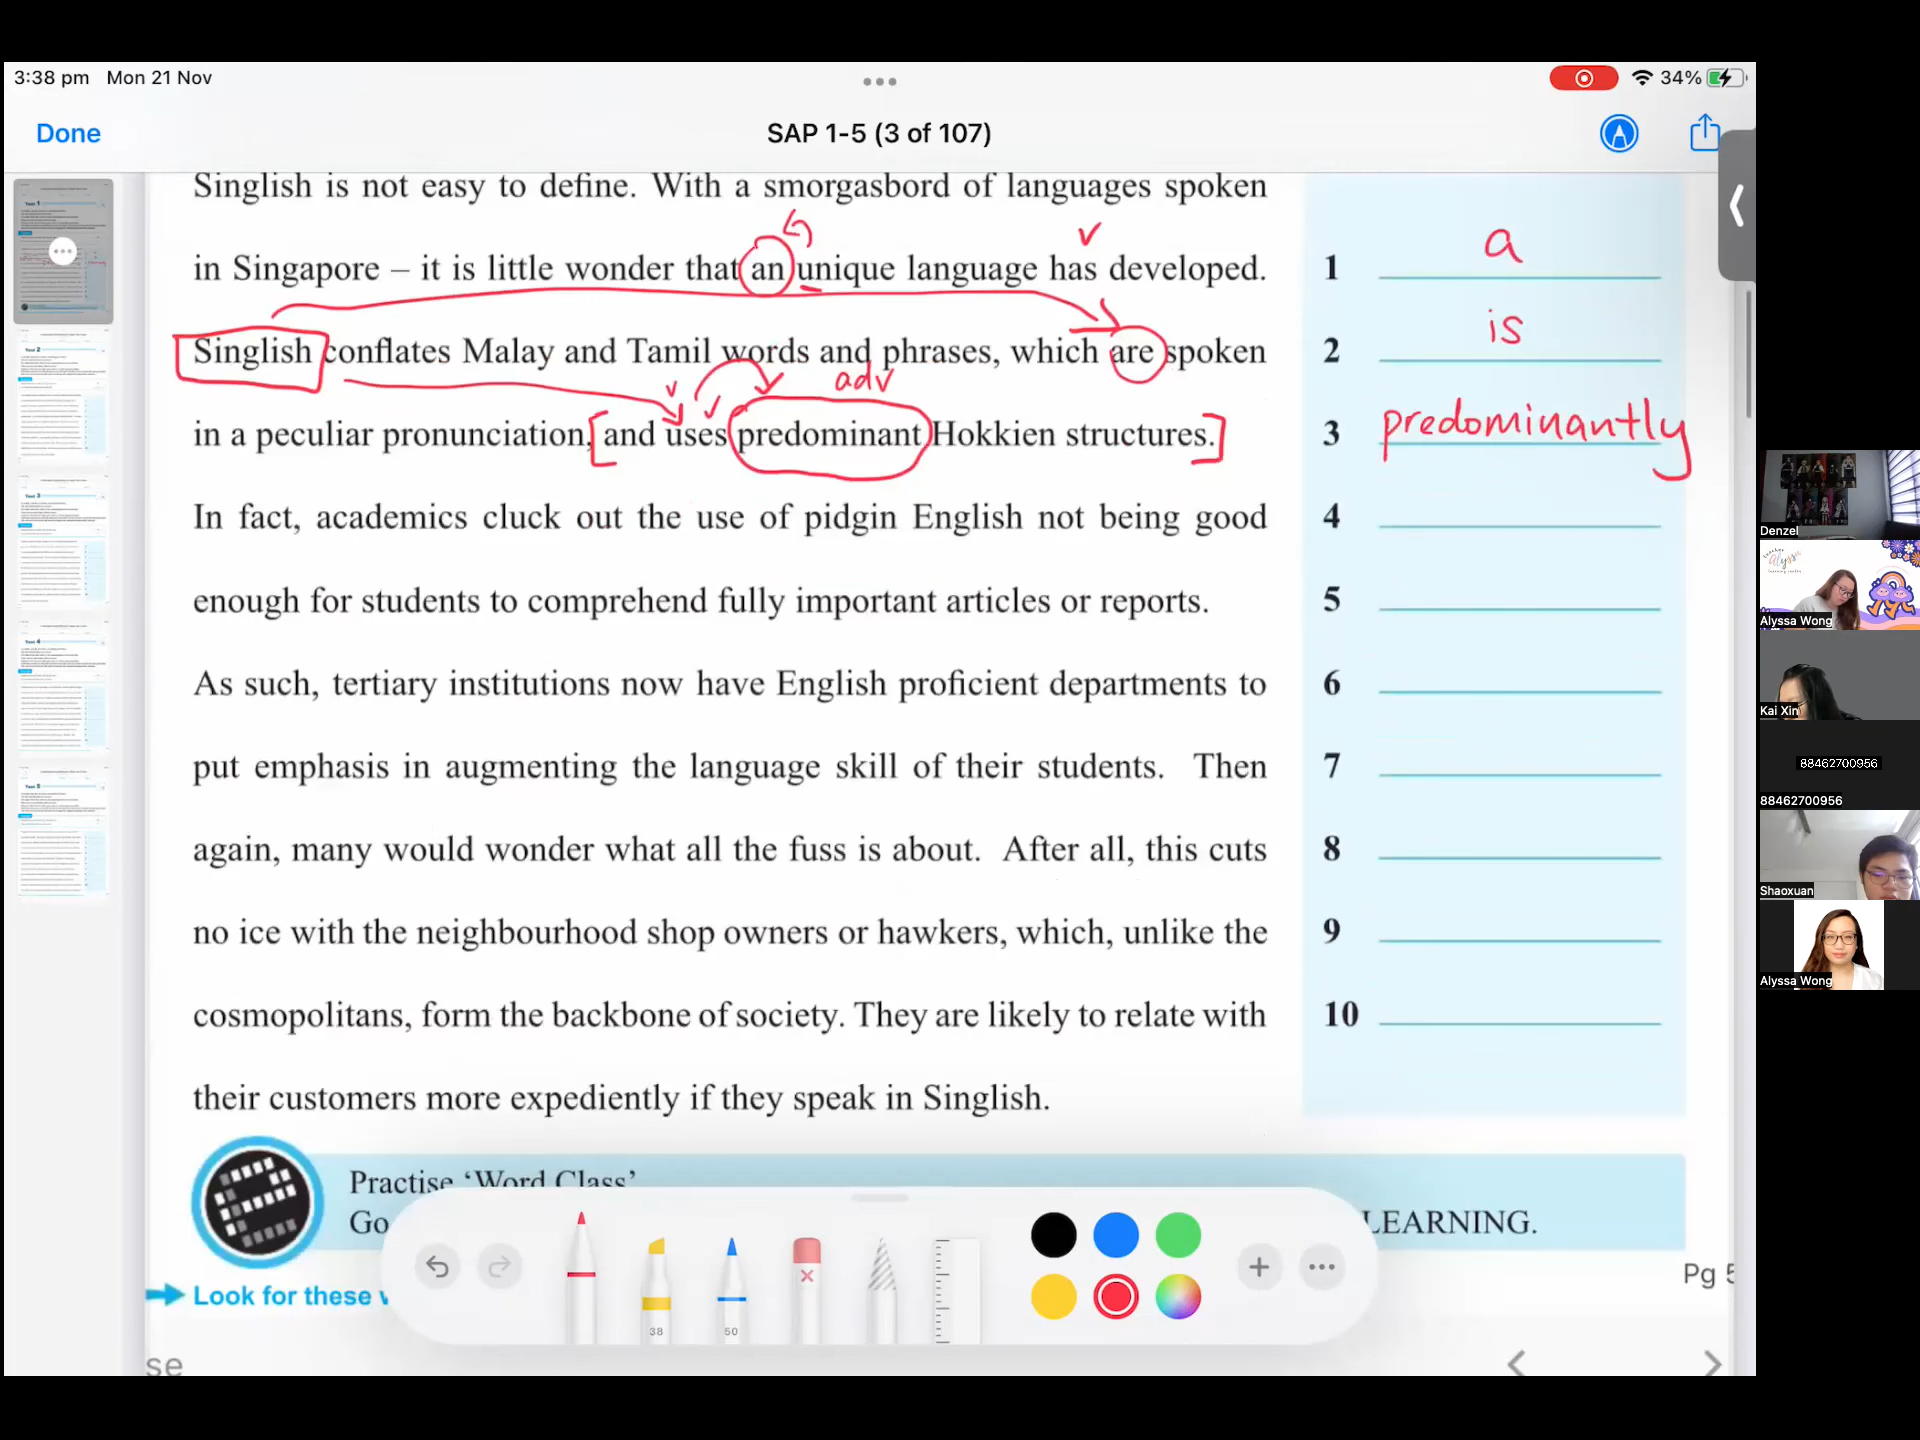 3:38 pm Mon 21 Nov
34%
Done
SAP 1-5 (3 of 107)
Singlish is not easy to define. With a smorgasbord of languages spoken
v
in Singapore – it is little wonder that an unique language has developed.
1 a
Singlish conflates Malay and Tamil words and phrases, which are spoken
2 is
v v adv
in a peculiar pronunciation, [and uses predominant Hokkien structures.]
3 predominantly
In fact, academics cluck out the use of pidgin English not being good
4
enough for students to comprehend fully important articles or reports.
5
As such, tertiary institutions now have English proficient departments to
6
put emphasis in augmenting the language skill of their students. Then
7
again, many would wonder what all the fuss is about. After all, this cuts
8
no ice with the neighbourhood shop owners or hawkers, which, unlike the
9
cosmopolitans, form the backbone of society. They are likely to relate with
10
their customers more expediently if they speak in Singlish.
Practise ‘Word Class’
Go
LEARNING.
Look for these
Pg 5
38
50
se
Denzel
Alyssa Wong
Kai Xin
88462700956
88462700956
Shaoxuan
Alyssa Wong